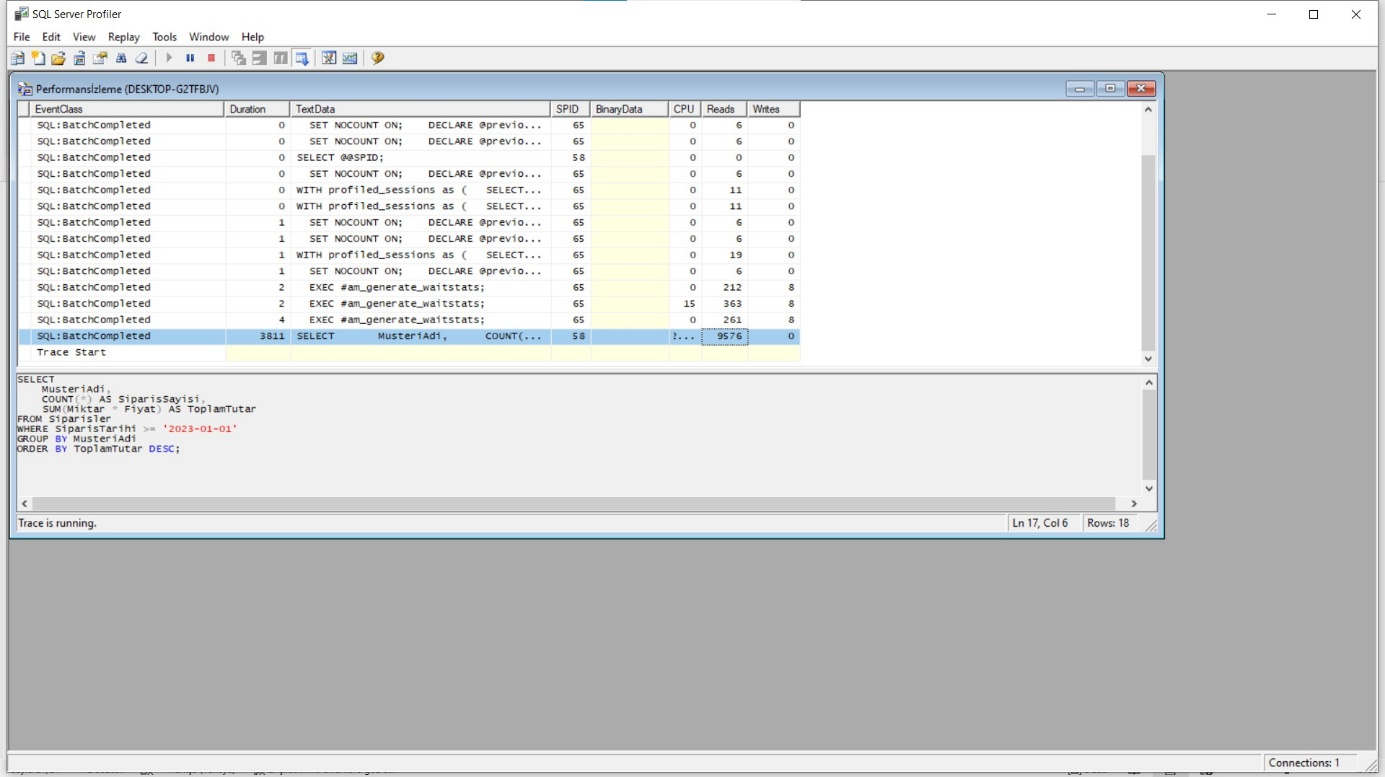 SQL Server Profiler
File Edit View Replay Tools Window Help
Performansİzleme (DESKTOP-G2TFBJV)
EventClass Duration TextData SPID BinaryData CPU Reads Writes
SQL:BatchCompleted 0 SET NOCOUNT ON; DECLARE @previo... 65 0 6 0
SQL:BatchCompleted 0 SET NOCOUNT ON; DECLARE @previo... 65 0 6 0
SQL:BatchCompleted 0 SELECT @@SPID; 58 0 0 0
SQL:BatchCompleted 0 SET NOCOUNT ON; DECLARE @previo... 65 0 6 0
SQL:BatchCompleted 0 WITH profiled_sessions as ( SELECT... 65 0 11 0
SQL:BatchCompleted 0 WITH profiled_sessions as ( SELECT... 65 0 11 0
SQL:BatchCompleted 1 SET NOCOUNT ON; DECLARE @previo... 65 0 6 0
SQL:BatchCompleted 1 SET NOCOUNT ON; DECLARE @previo... 65 0 6 0
SQL:BatchCompleted 1 WITH profiled_sessions as ( SELECT... 65 0 19 0
SQL:BatchCompleted 1 SET NOCOUNT ON; DECLARE @previo... 65 0 6 0
SQL:BatchCompleted 2 EXEC #am_generate_waitstats; 65 0 212 8
SQL:BatchCompleted 2 EXEC #am_generate_waitstats; 65 15 363 8
SQL:BatchCompleted 4 EXEC #am_generate_waitstats; 65 0 261 8
SQL:BatchCompleted 3811 SELECT MusteriAdi, COUNT(... 58 9576 0
Trace Start
SELECT
MusteriAdi,
COUNT(*) AS SiparisSayisi,
SUM(Miktar * Fiyat) AS ToplamTutar
FROM Siparisler
WHERE SiparisTarihi >= '2023-01-01'
GROUP BY MusteriAdi
ORDER BY ToplamTutar DESC;
Trace is running. Ln 17, Col 6 Rows: 18
Connections: 1